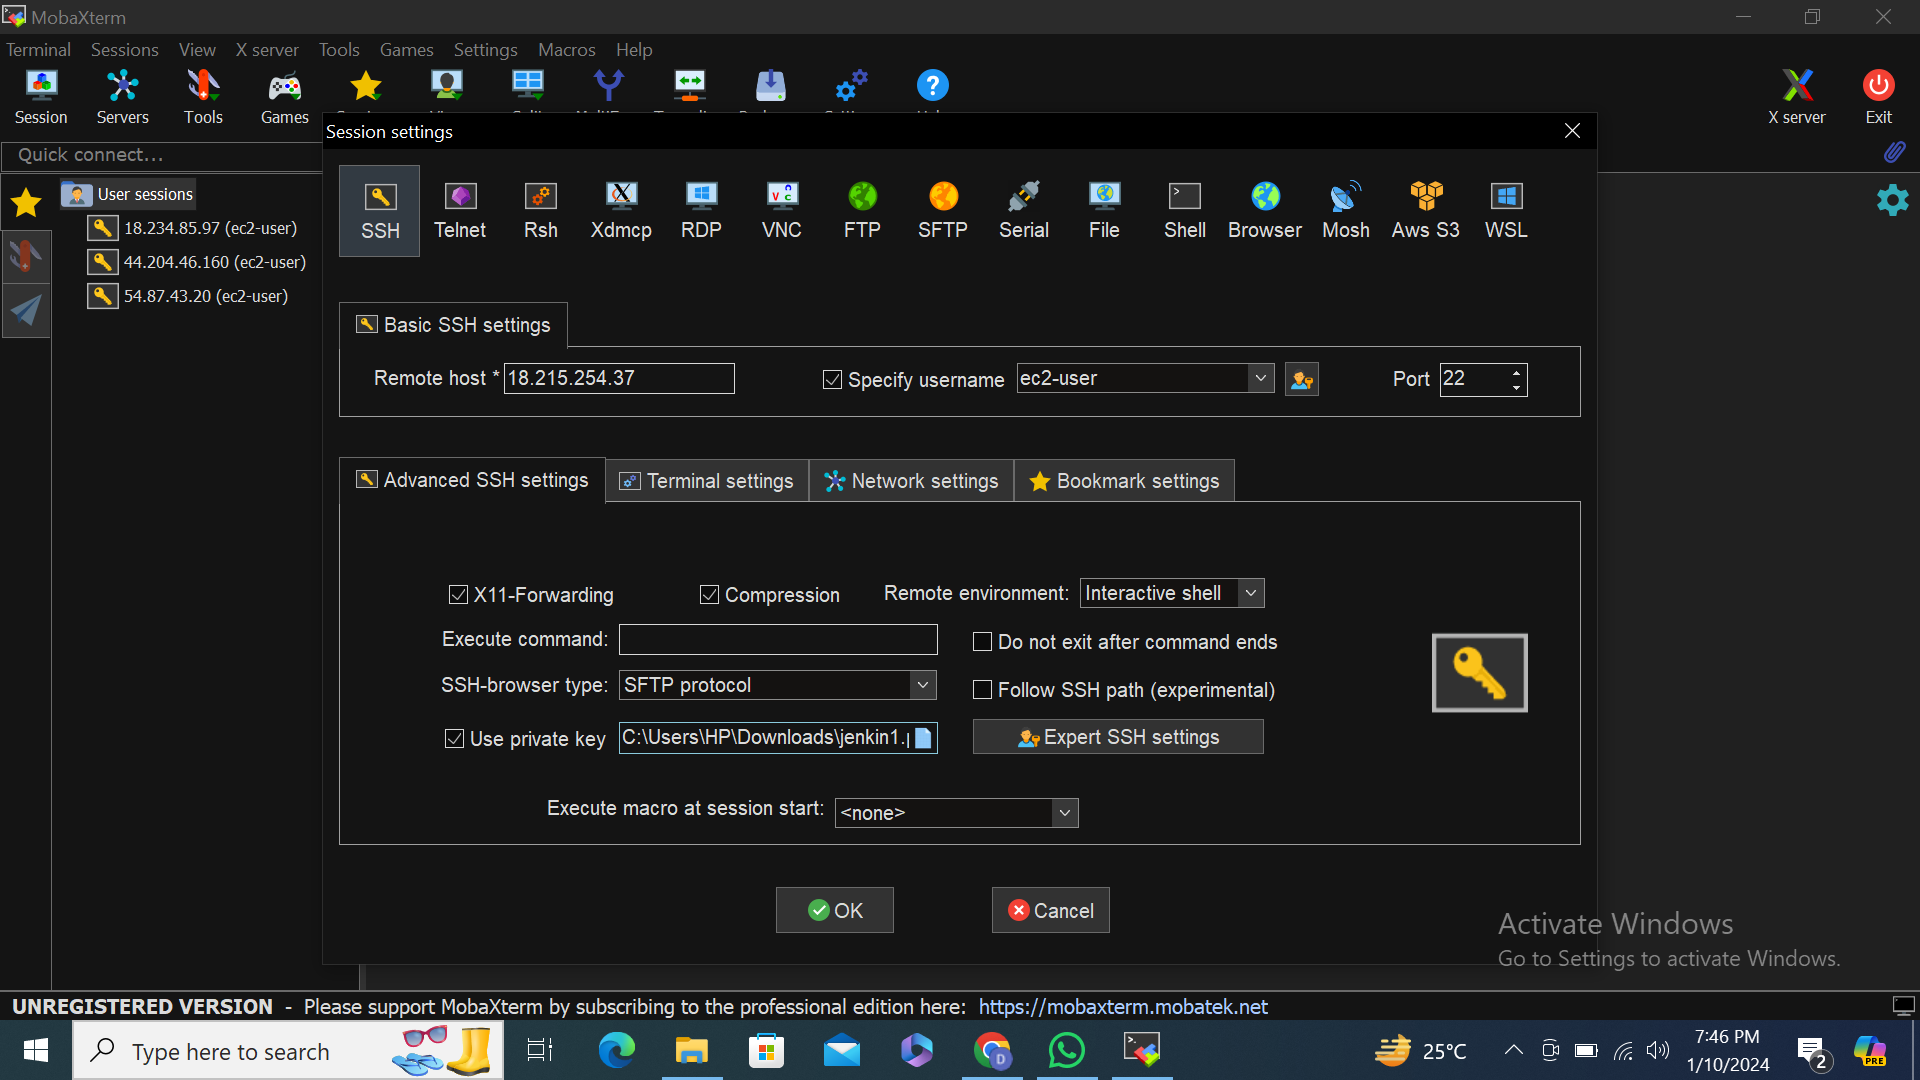 MobaXterm
Terminal Sessions View X server Tools Games Settings Macros Help
Session Servers Tools Games X server Exit
Session settings
Quick connect...
User sessions
18.234.85.97 (ec2-user)
44.204.46.160 (ec2-user)
54.87.43.20 (ec2-user)
SSH Telnet Rsh Xdmcp RDP VNC FTP SFTP Serial File Shell Browser Mosh Aws S3 WSL
Basic SSH settings
Remote host * 18.215.254.37 Specify username ec2-user Port 22
Advanced SSH settings Terminal settings Network settings Bookmark settings
X11-Forwarding Compression Remote environment: Interactive shell
Execute command: Do not exit after command ends
SSH-browser type: SFTP protocol Follow SSH path (experimental)
Use private key C:\Users\HP\Downloads\jenkin1. Expert SSH settings
Execute macro at session start: <none>
OK Cancel
Activate Windows
Go to Settings to activate Windows.
UNREGISTERED VERSION - Please support MobaXterm by subscribing to the professional edition here: https://mobaxterm.mobatek.net
Type here to search
D
25°C
7:46 PM
1/10/2024
2
PRE